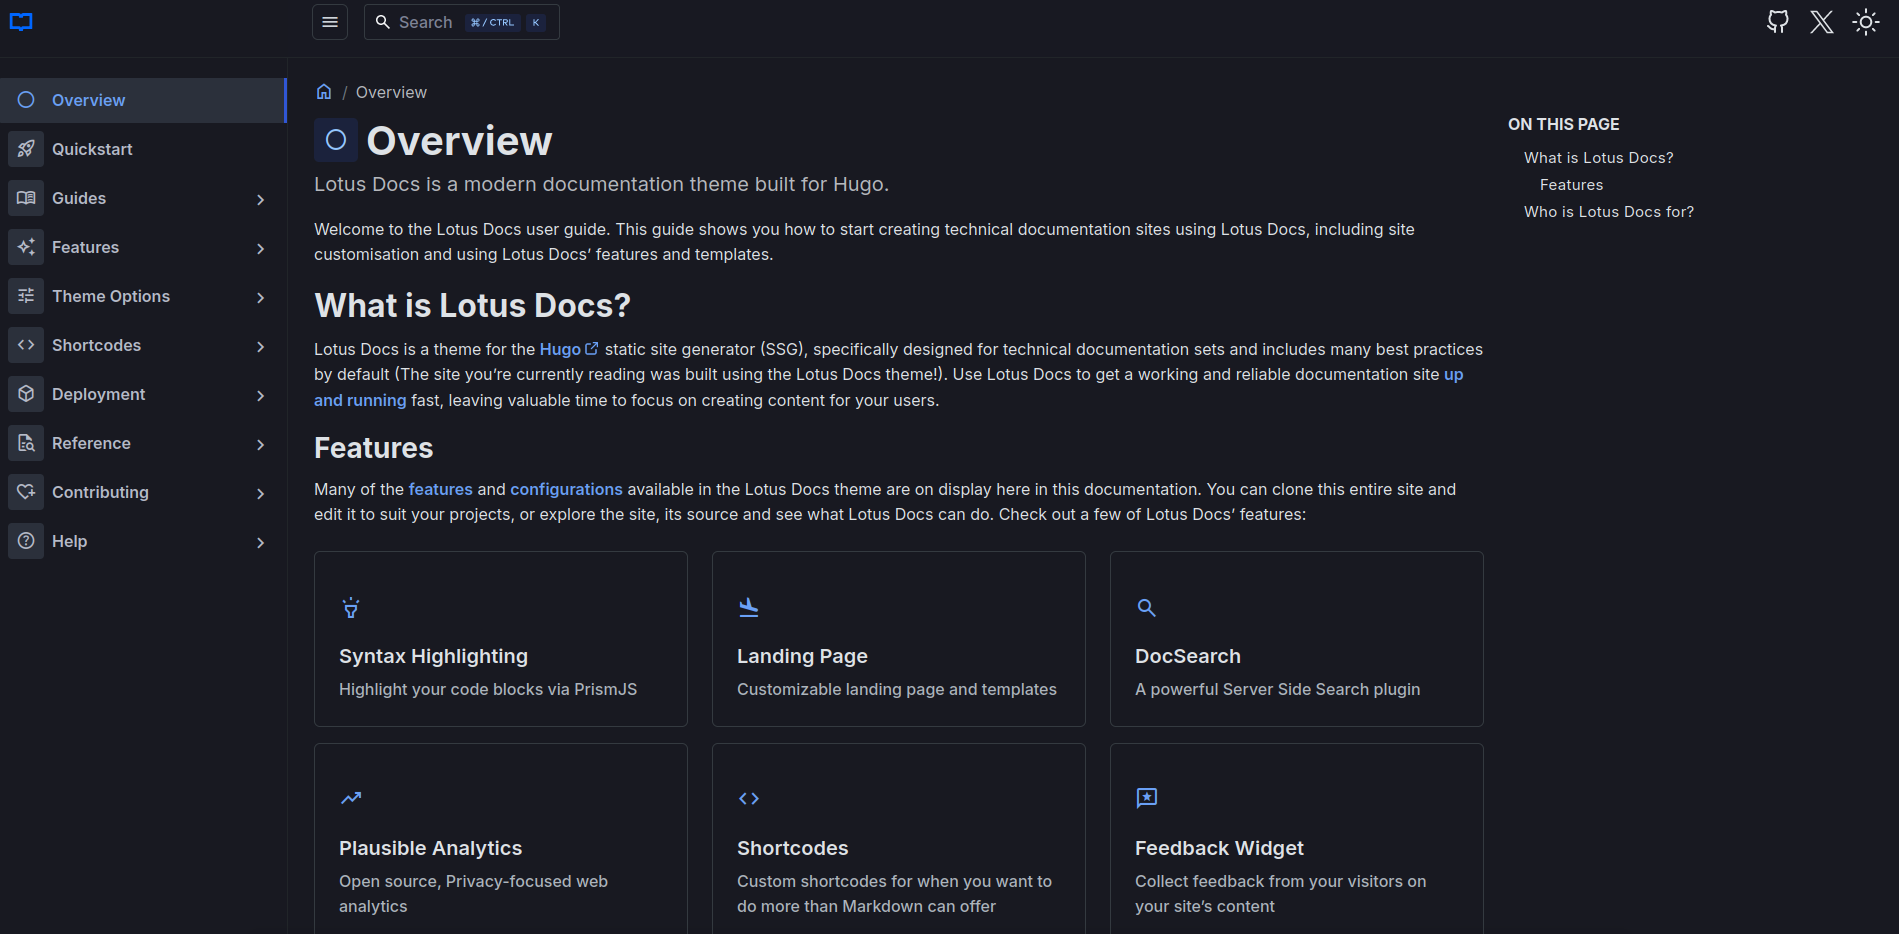 Search ⌘/CTRL K
Overview
Quickstart
Guides
Features
Theme Options
Shortcodes
Deployment
Reference
Contributing
Help
/ Overview
Overview
Lotus Docs is a modern documentation theme built for Hugo.
Welcome to the Lotus Docs user guide. This guide shows you how to start creating technical documentation sites using Lotus Docs, including site
customisation and using Lotus Docs’ features and templates.
What is Lotus Docs?
Lotus Docs is a theme for the Hugo static site generator (SSG), specifically designed for technical documentation sets and includes many best practices
by default (The site you’re currently reading was built using the Lotus Docs theme!). Use Lotus Docs to get a working and reliable documentation site up
and running fast, leaving valuable time to focus on creating content for your users.
Features
Many of the features and configurations available in the Lotus Docs theme are on display here in this documentation. You can clone this entire site and
edit it to suit your projects, or explore the site, its source and see what Lotus Docs can do. Check out a few of Lotus Docs’ features:
Syntax Highlighting
Highlight your code blocks via PrismJS
Landing Page
Customizable landing page and templates
DocSearch
A powerful Server Side Search plugin
Plausible Analytics
Open source, Privacy-focused web
analytics
Shortcodes
Custom shortcodes for when you want to
do more than Markdown can offer
Feedback Widget
Collect feedback from your visitors on
your site’s content
ON THIS PAGE
What is Lotus Docs?
Features
Who is Lotus Docs for?